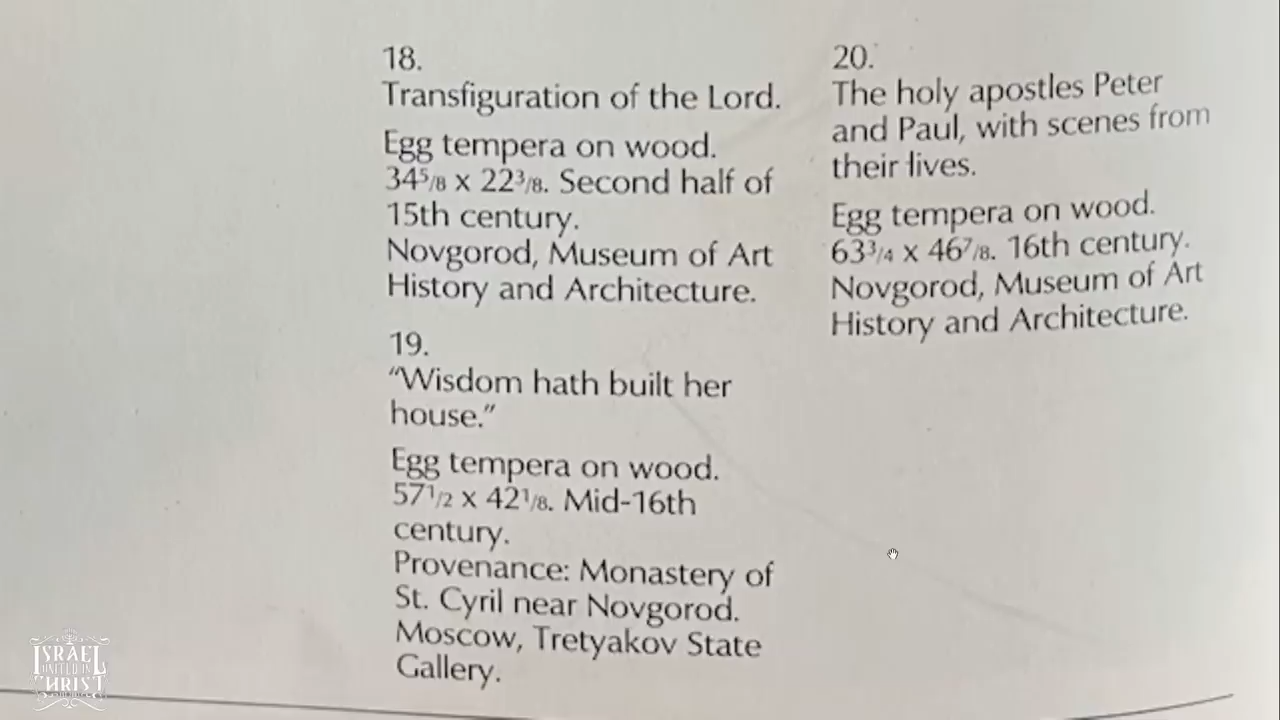 18.
Transfiguration of the Lord.
Egg tempera on wood.
34⁵/₈ x 22³/₈. Second half of
15th century.
Novgorod, Museum of Art
History and Architecture.
19.
“Wisdom hath built her
house.”
Egg tempera on wood.
57¹/₂ x 42¹/₈. Mid-16th
century.
Provenance: Monastery of
St. Cyril near Novgorod.
Moscow, Tretyakov State
Gallery.
20.
The holy apostles Peter
and Paul, with scenes from
their lives.
Egg tempera on wood.
63³/₄ x 46⁷/₈. 16th century.
Novgorod, Museum of Art
History and Architecture.
ISRAEL
UNITED IN
CHRIST